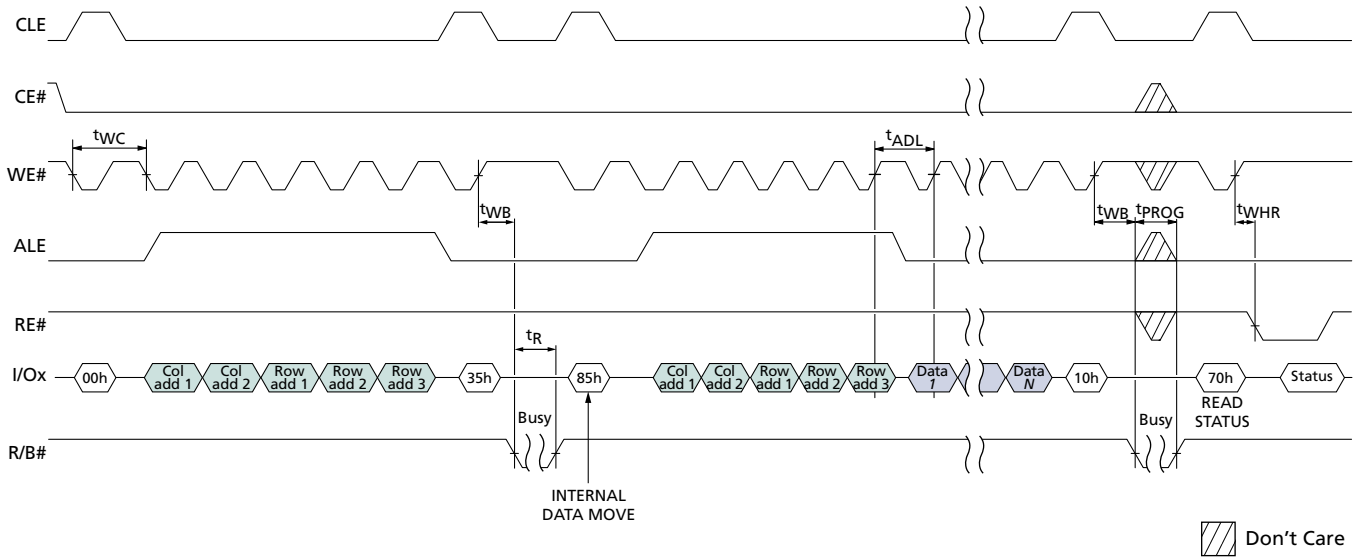 CLE
CE#
tWC
tADL
WE#
tWB
tWB
tPROG
tWHR
ALE
RE#
tR
I/Ox
00h
Col
add 1
Col
add 2
Row
add 1
Row
add 2
Row
add 3
35h
85h
Col
add 1
Col
add 2
Row
add 1
Row
add 2
Row
add 3
Data
1
Data
N
10h
70h
Status
READ
STATUS
Busy
Busy
R/B#
INTERNAL
DATA MOVE
Don't Care